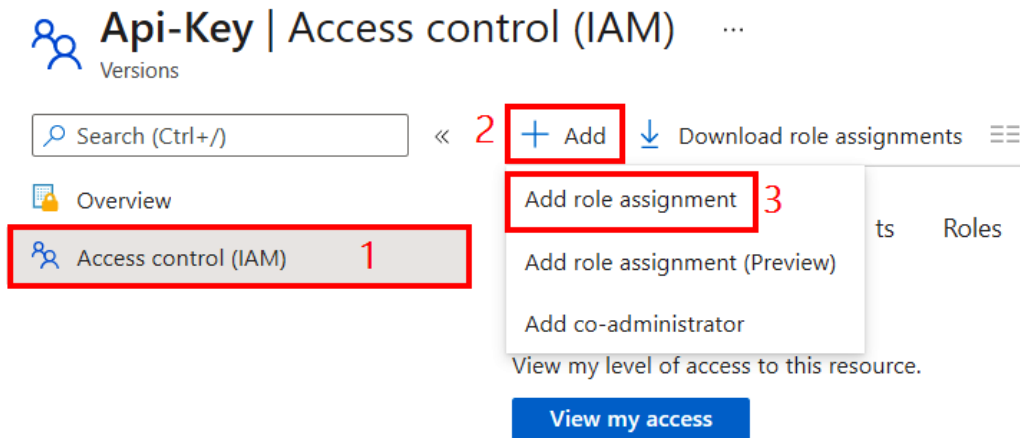 Api-Key | Access control (IAM) ...
Versions
Search (Ctrl+/) « 2 + Add Download role assignments
Overview
Add role assignment 3
ts Roles
Access control (IAM) 1
Add role assignment (Preview)
Add co-administrator
View my level of access to this resource.
View my access